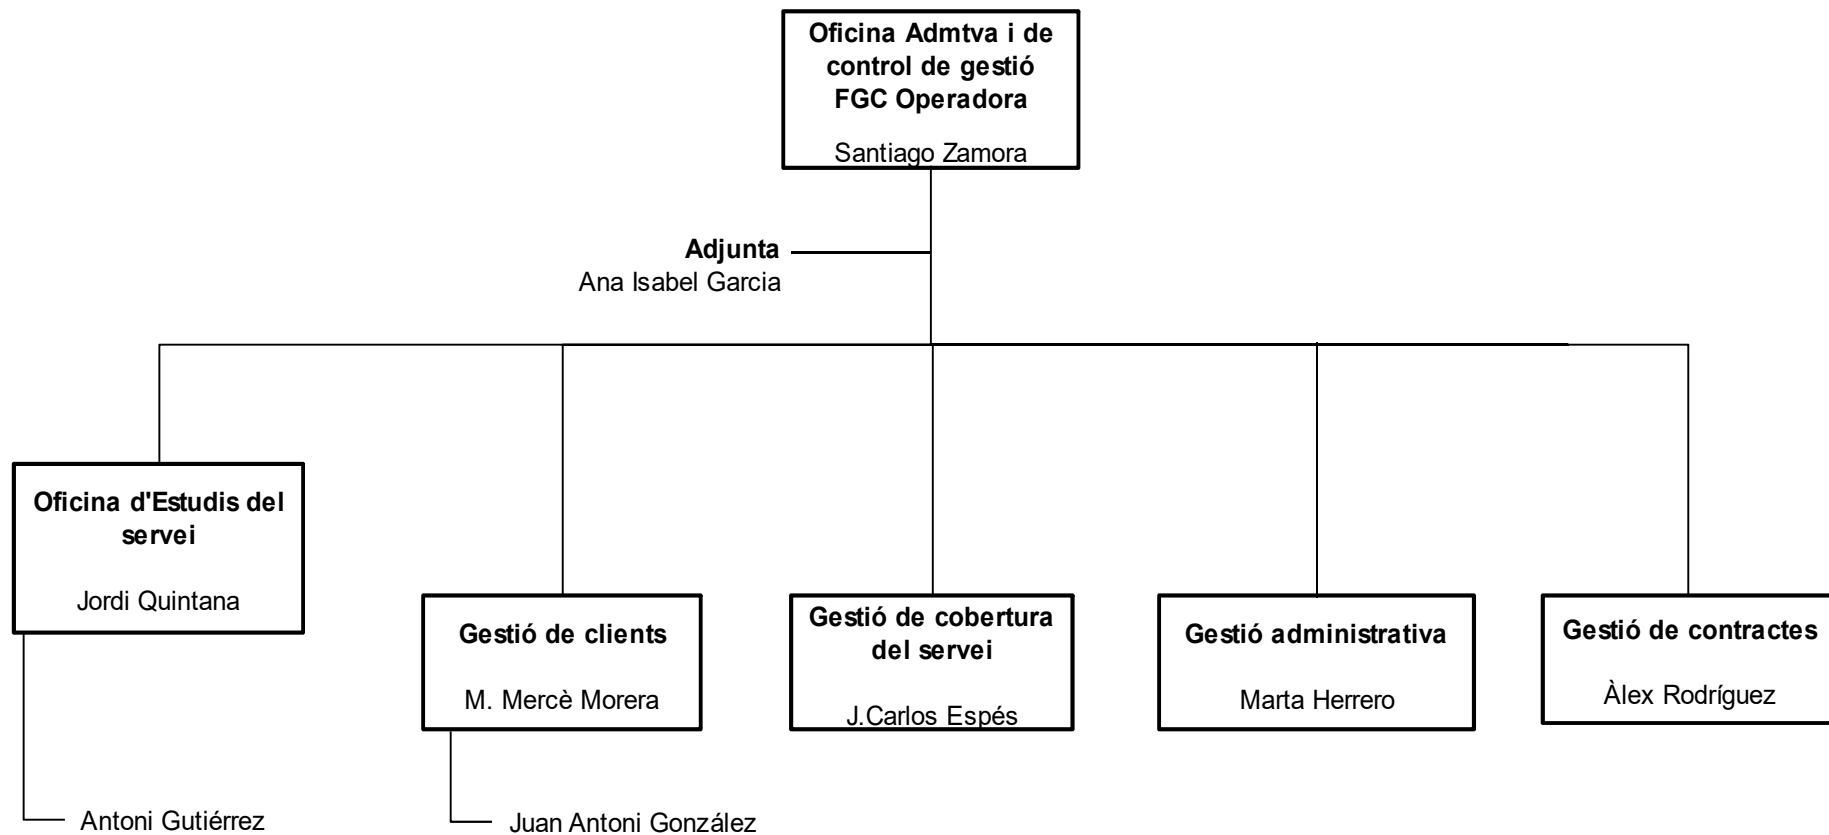 Oficina Admtva i de
control de gestió
FGC Operadora
Santiago Zamora
Adjunta
Ana Isabel Garcia
Oficina d'Estudis del
servei
Jordi Quintana
Gestió de clients
M. Mercè Morera
Gestió de cobertura
del servei
J.Carlos Espés
Gestió administrativa
Marta Herrero
Gestió de contractes
Àlex Rodríguez
Antoni Gutiérrez
Juan Antoni González